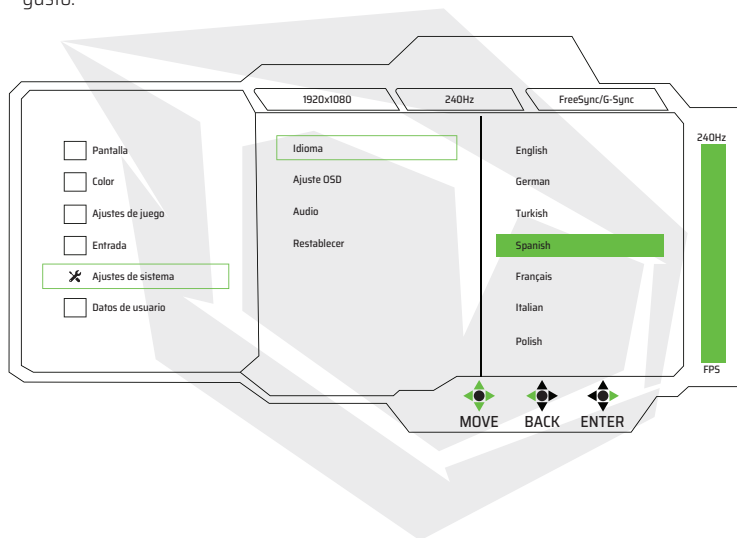 gusto.
1920x1080
240Hz
FreeSync/G-Sync
240Hz
Pantalla
Color
Ajustes de juego
Entrada
Ajustes de sistema
Datos de usuario
Idioma
Ajuste OSD
Audio
Restablecer
English
German
Turkish
Spanish
Français
Italian
Polish
FPS
MOVE
BACK
ENTER